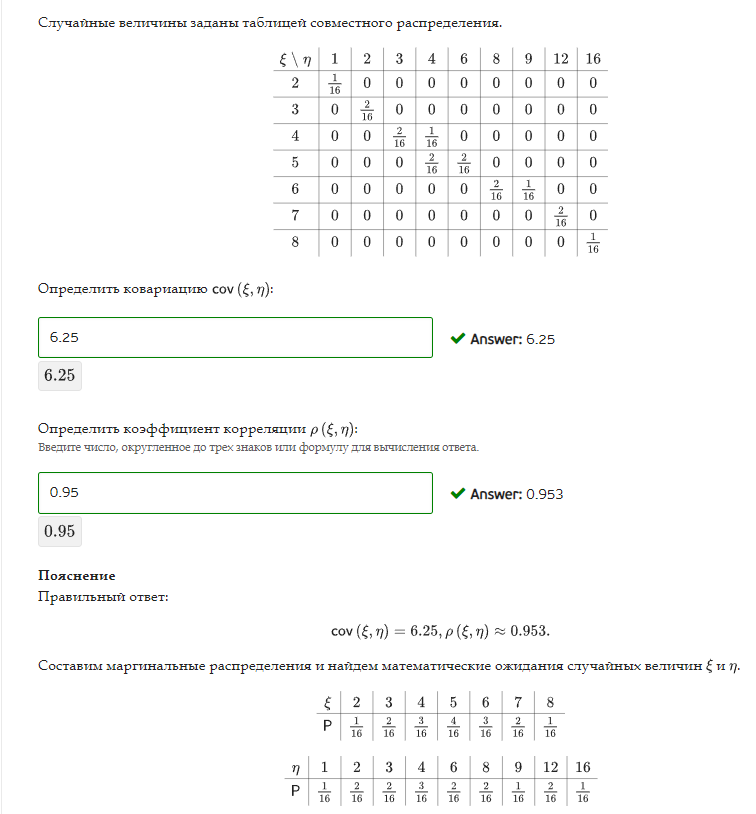 Случайные величины заданы таблицей совместного распределения.
ξ \ η 1 2 3 4 6 8 9 12 16
2 1/16 0 0 0 0 0 0 0 0
3 0 2/16 0 0 0 0 0 0 0
4 0 0 2/16 1/16 0 0 0 0 0
5 0 0 0 2/16 2/16 0 0 0 0
6 0 0 0 0 0 2/16 1/16 0 0
7 0 0 0 0 0 0 0 2/16 0
8 0 0 0 0 0 0 0 0 1/16
Определить ковариацию cov (ξ, η):
6.25
Answer: 6.25
6.25
Определить коэффициент корреляции ρ (ξ, η):
Введите число, округленное до трех знаков или формулу для вычисления ответа.
0.95
Answer: 0.953
0.95
Пояснение
Правильный ответ:
cov (ξ, η) = 6.25, ρ (ξ, η) ≈ 0.953.
Составим маргинальные распределения и найдем математические ожидания случайных величин ξ и η.
ξ 2 3 4 5 6 7 8
P 1/16 2/16 3/16 4/16 3/16 2/16 1/16
η 1 2 3 4 6 8 9 12 16
P 1/16 2/16 2/16 3/16 2/16 2/16 1/16 2/16 1/16